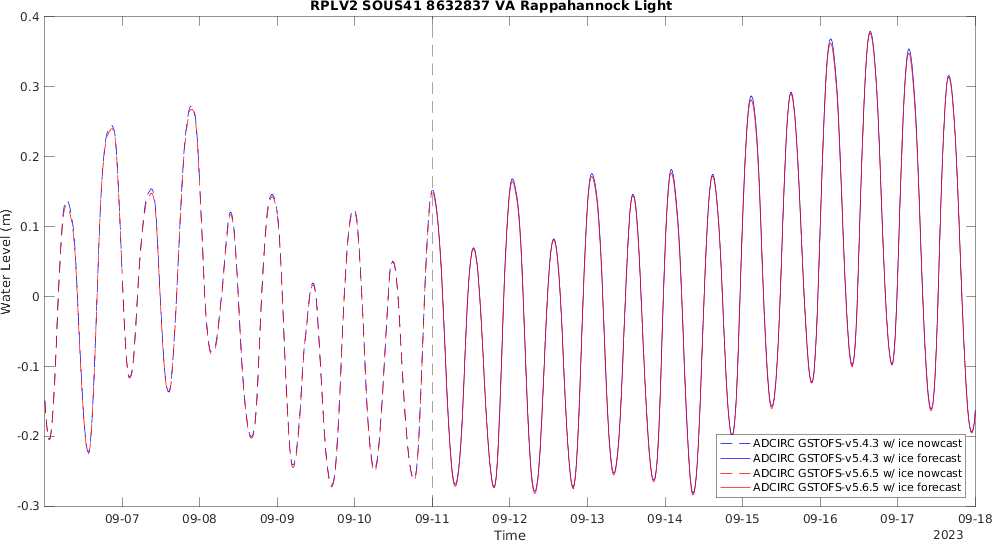 RPLV2 SOUS41 8632837 VA Rappahannock Light
0.4
0.3
0.2
0.1
0
-0.1
-0.2
-0.3
Water Level (m)
ADCIRC GSTOFS-v5.4.3 w/ ice nowcast
ADCIRC GSTOFS-v5.4.3 w/ ice forecast
ADCIRC GSTOFS-v5.6.5 w/ ice nowcast
ADCIRC GSTOFS-v5.6.5 w/ ice forecast
09-07 09-08 09-09 09-10 09-11 09-12 09-13 09-14 09-15 09-16 09-17 09-18
Time
2023